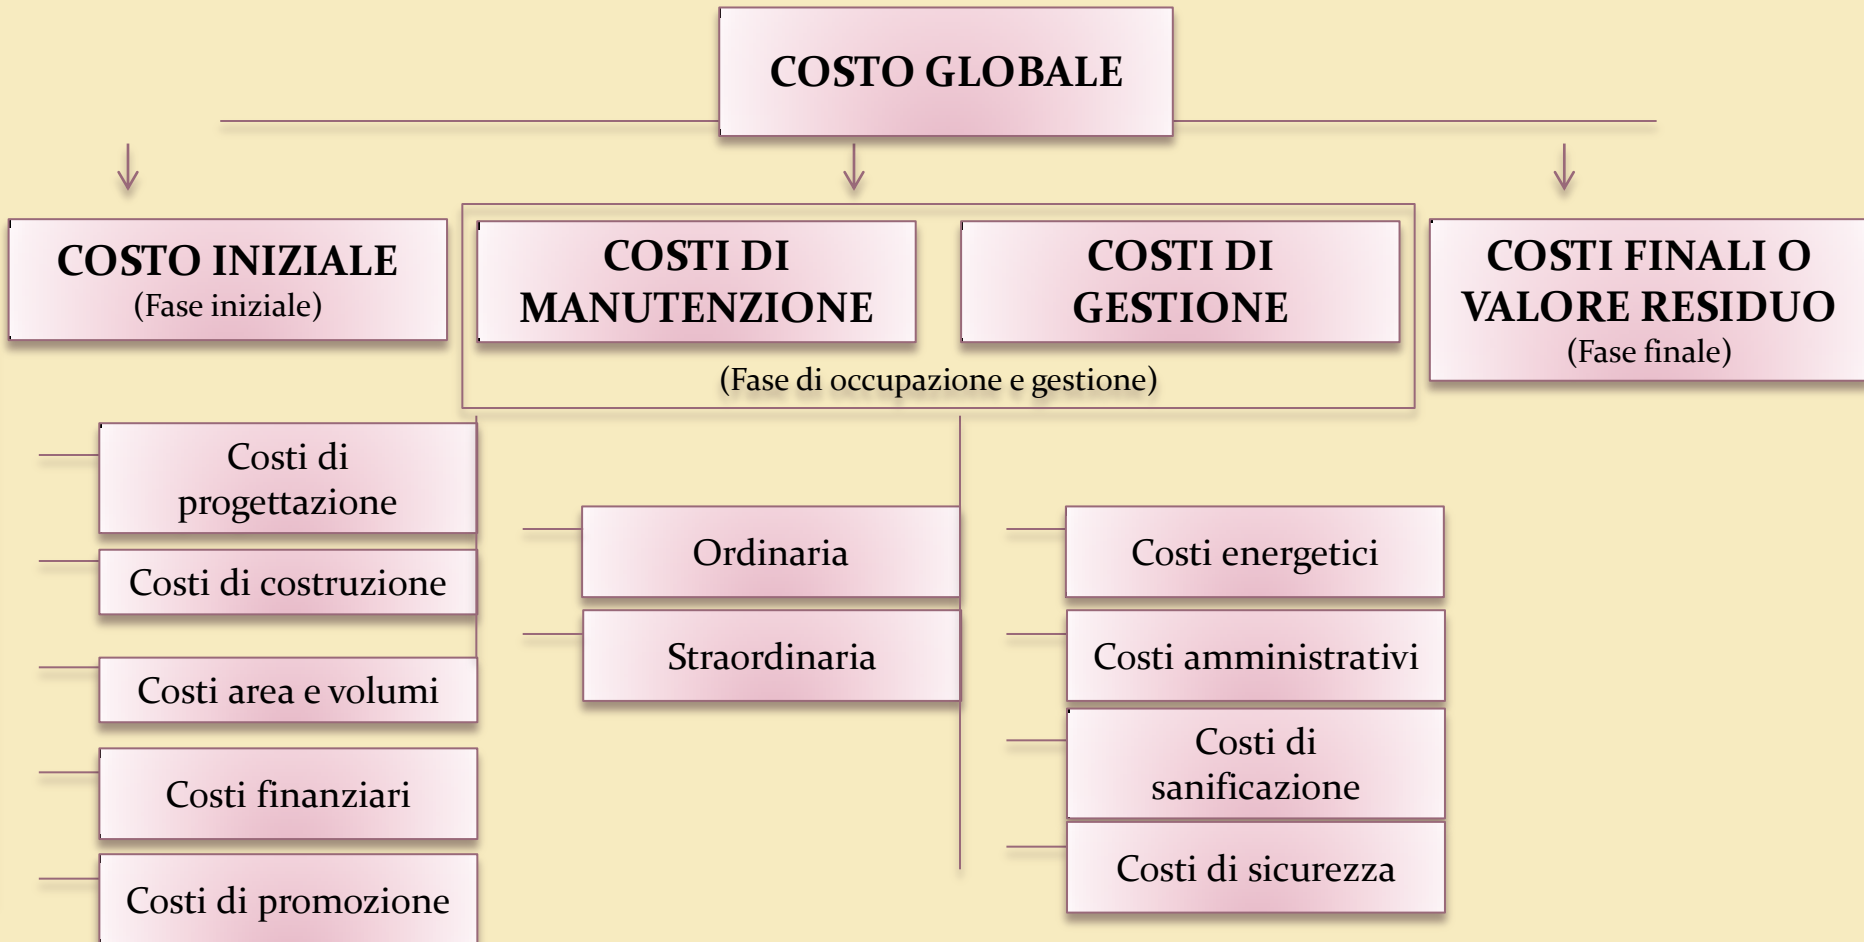 COSTO GLOBALE
COSTO INIZIALE
(Fase iniziale)
COSTI DI
MANUTENZIONE
COSTI DI
GESTIONE
(Fase di occupazione e gestione)
COSTI FINALI O
VALORE RESIDUO
(Fase finale)
Costi di
progettazione
Costi di costruzione
Costi area e volumi
Costi finanziari
Costi di promozione
Ordinaria
Straordinaria
Costi energetici
Costi amministrativi
Costi di
sanificazione
Costi di sicurezza